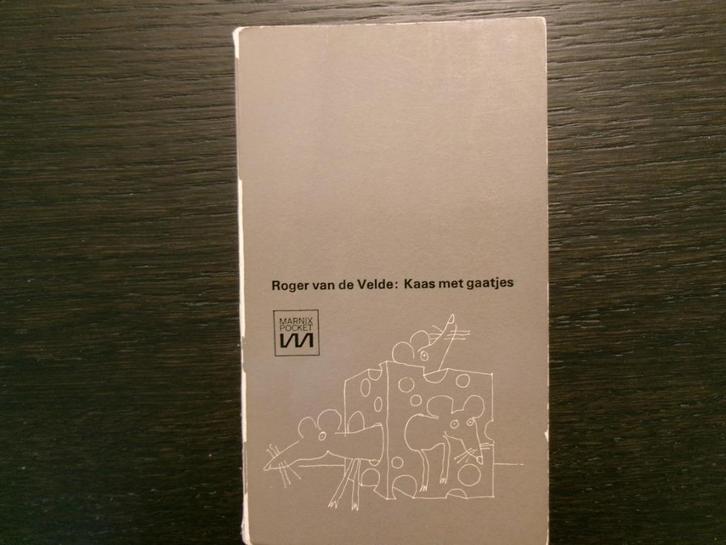 Roger van de Velde: Kaas met gaatjes
MARNIX
POCKET
M